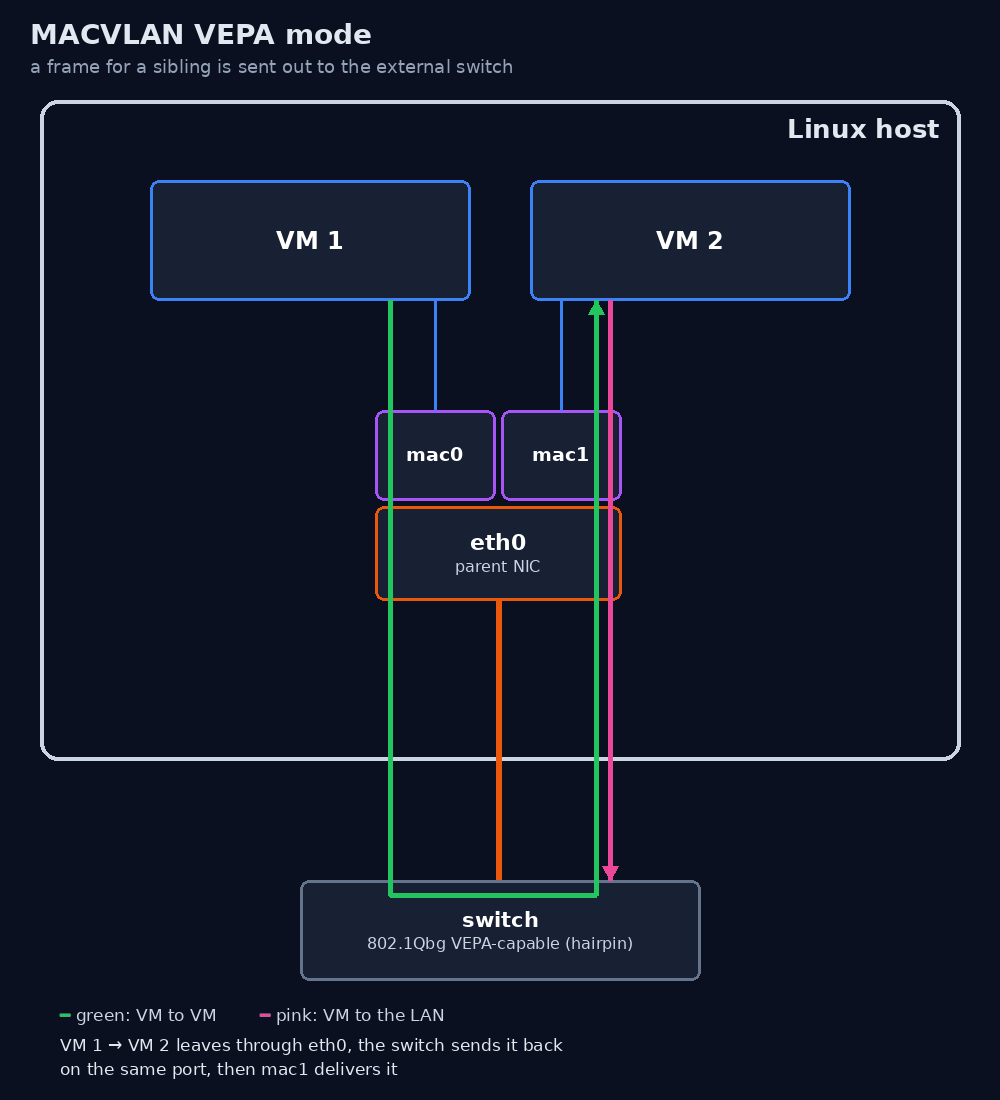 MACVLAN VEPA mode
a frame for a sibling is sent out to the external switch
Linux host
VM 1
VM 2
mac0
mac1
eth0
parent NIC
switch
802.1Qbg VEPA-capable (hairpin)
green: VM to VM
pink: VM to the LAN
VM 1 → VM 2 leaves through eth0, the switch sends it back
on the same port, then mac1 delivers it